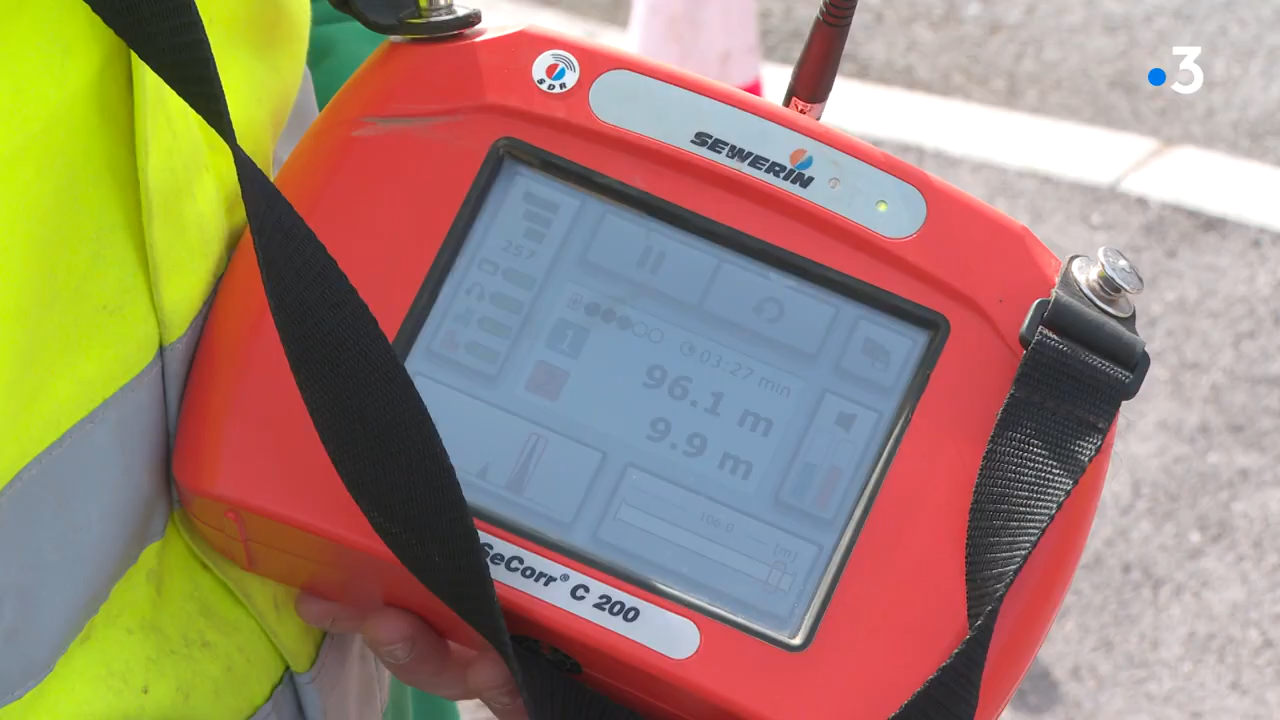 3
SDR
SEWERIN
257
03:27 min
96.1 m
9.9 m
106.0
[m]
SeCorr® C 200